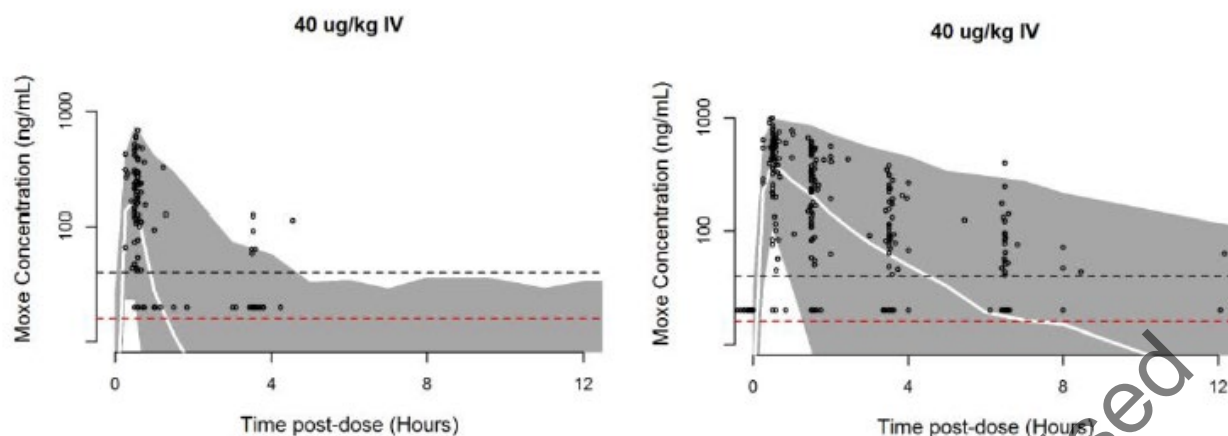 40 ug/kg IV
Moxe Concentration (ng/mL)
1000
100
0
4
8
12
Time post-dose (Hours)
40 ug/kg IV
Moxe Concentration (ng/mL)
1000
100
0
4
8
12
Time post-dose (Hours)
sed